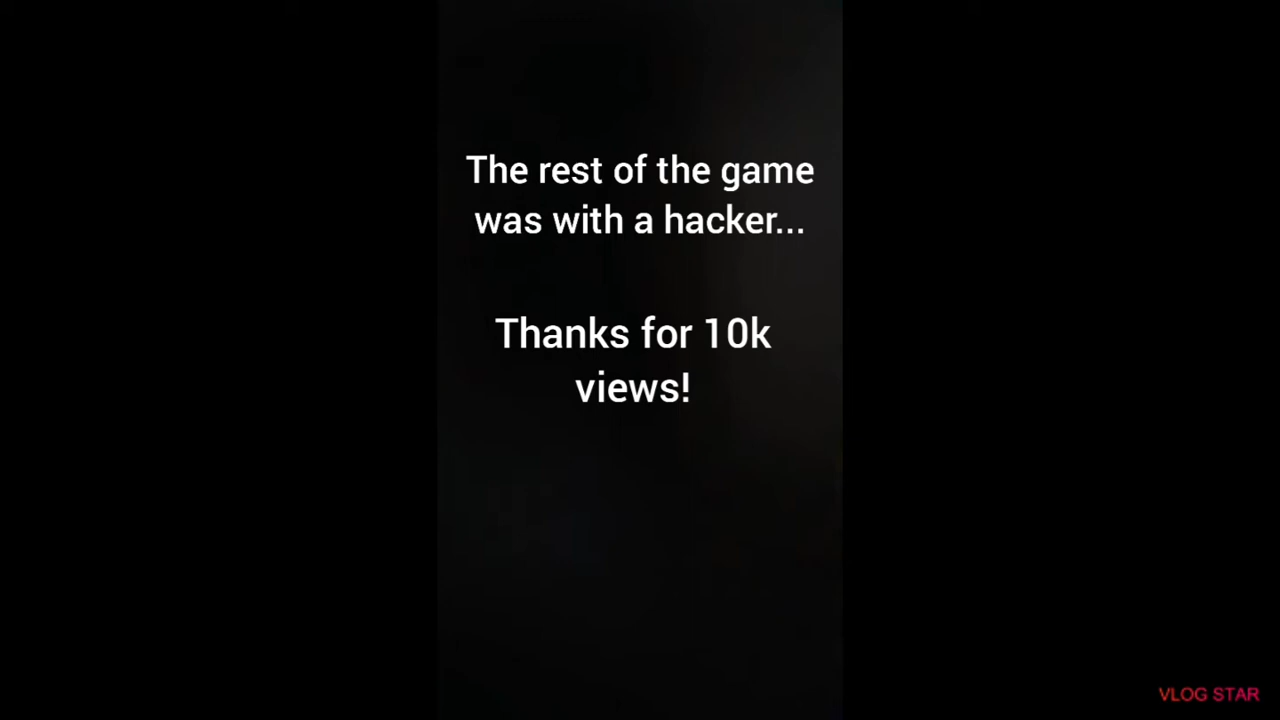 The rest of the game
was with a hacker...
Thanks for 10k
views!
VLOG STAR